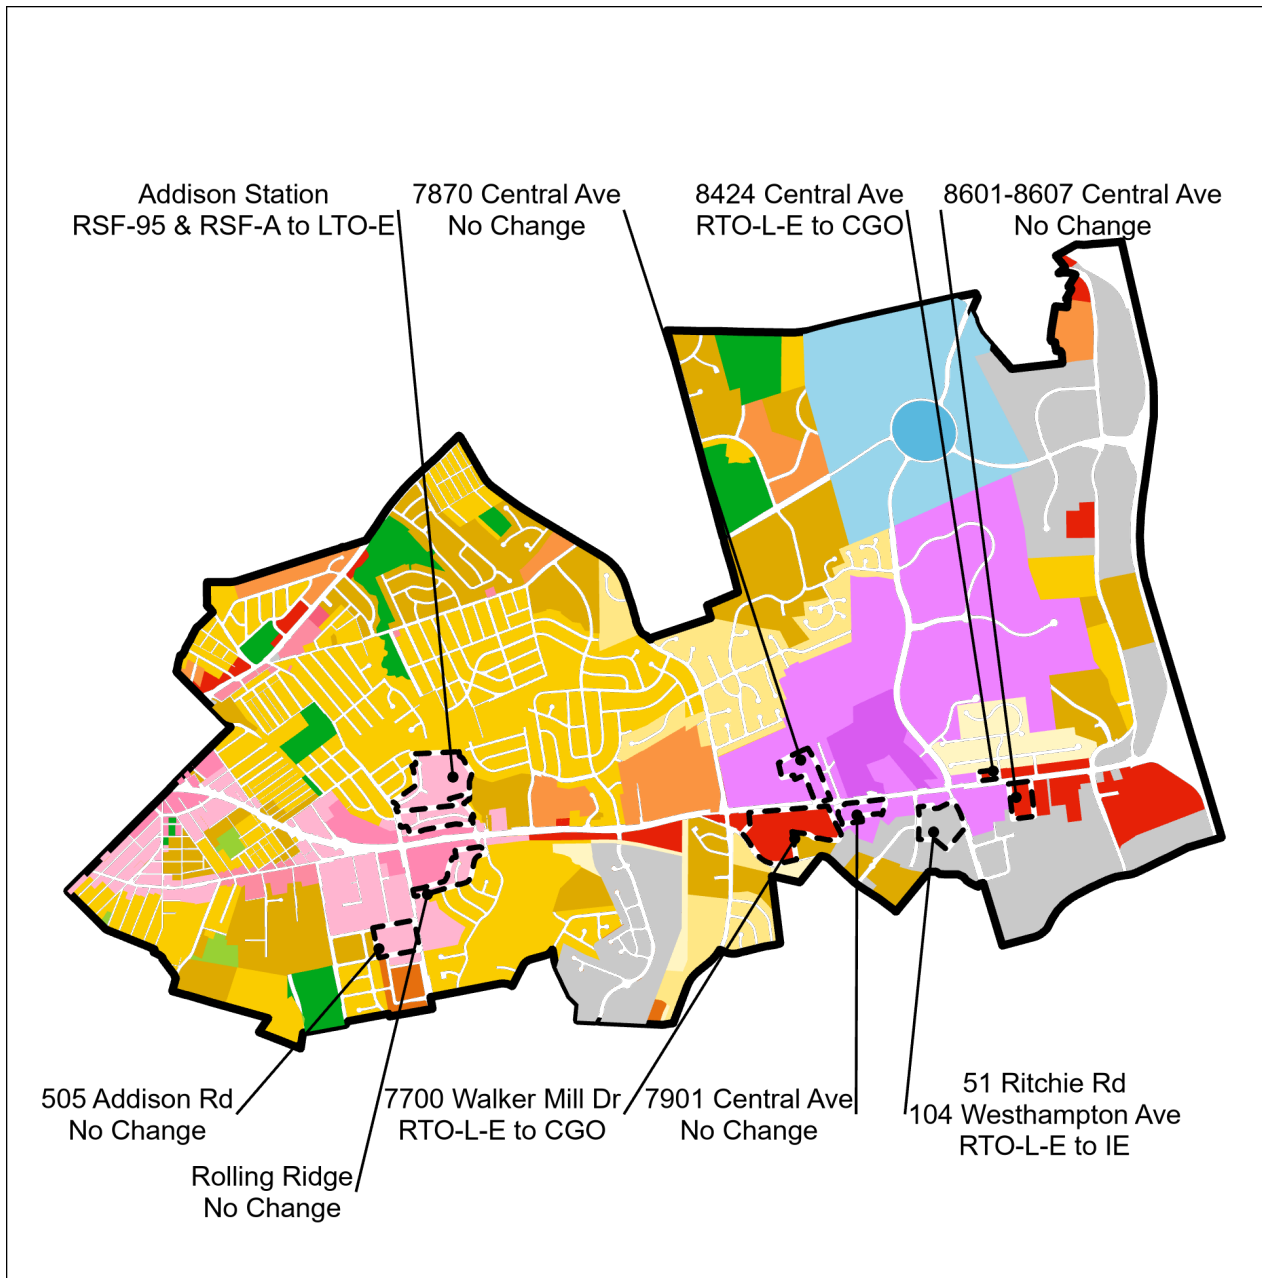 Addison Station
RSF-95 & RSF-A to LTO-E
7870 Central Ave
No Change
8424 Central Ave
RTO-L-E to CGO
8601-8607 Central Ave
No Change
505 Addison Rd
No Change
Rolling Ridge
No Change
7700 Walker Mill Dr
RTO-L-E to CGO
7901 Central Ave
No Change
51 Ritchie Rd
104 Westhampton Ave
RTO-L-E to IE